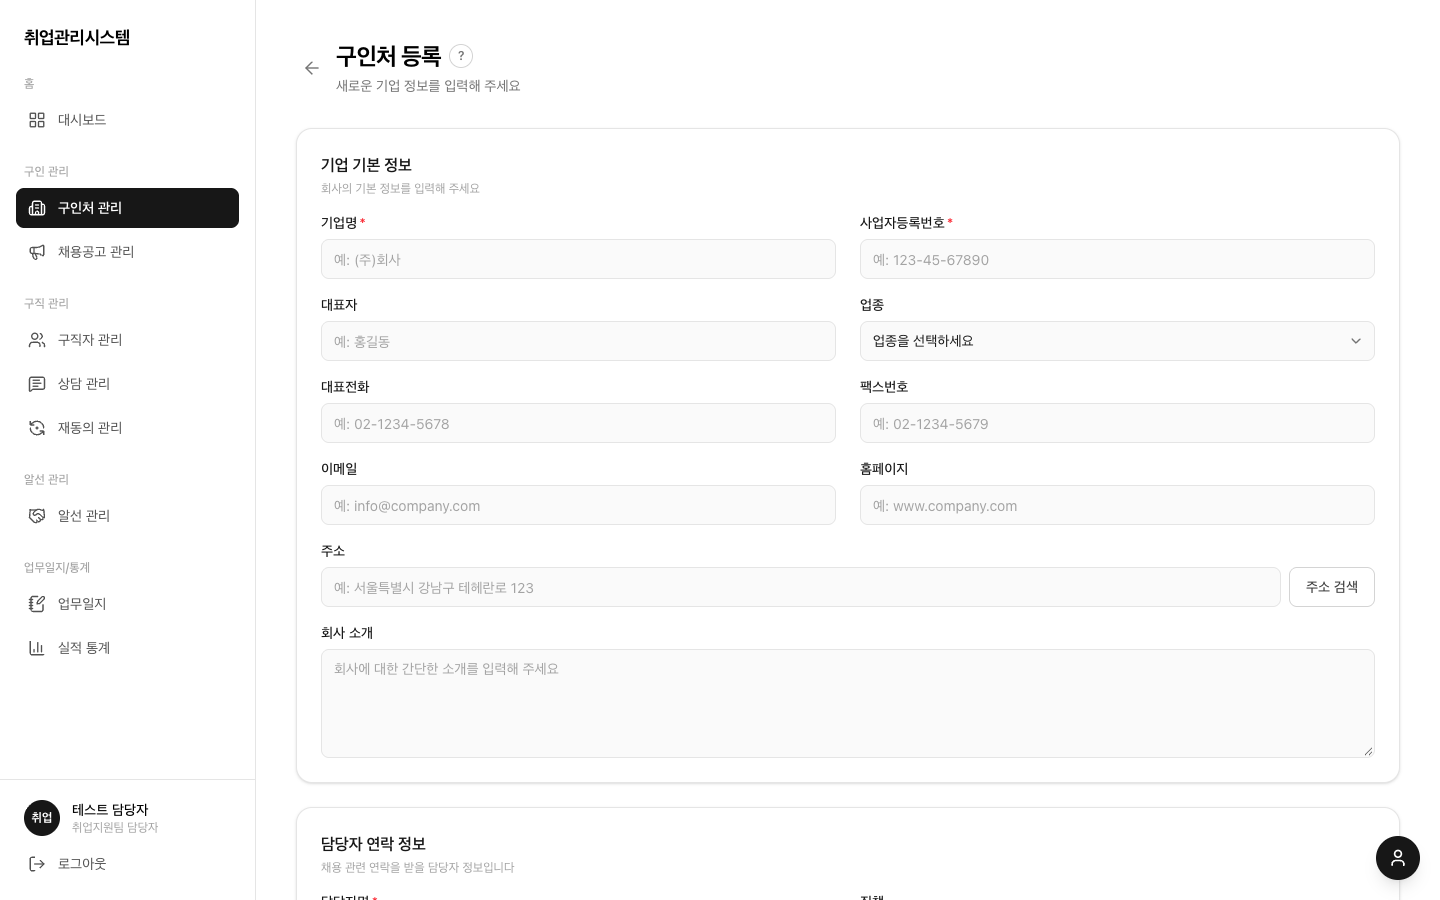 취업관리시스템
홈
대시보드
구인 관리
구인처 관리
채용공고 관리
구직 관리
구직자 관리
상담 관리
재동의 관리
알선 관리
알선 관리
업무일지/통계
업무일지
실적 통계
취업
테스트 담당자
취업지원팀 담당자
로그아웃
구인처 등록 ?
새로운 기업 정보를 입력해 주세요
기업 기본 정보
회사의 기본 정보를 입력해 주세요
기업명 * 사업자등록번호 *
예: (주)회사 예: 123-45-67890
대표자 업종
예: 홍길동 업종을 선택하세요
대표전화 팩스번호
예: 02-1234-5678 예: 02-1234-5679
이메일 홈페이지
예: info@company.com 예: www.company.com
주소
예: 서울특별시 강남구 테헤란로 123 주소 검색
회사 소개
회사에 대한 간단한 소개를 입력해 주세요
담당자 연락 정보
채용 관련 연락을 받을 담당자 정보입니다
담당자명 * 직책